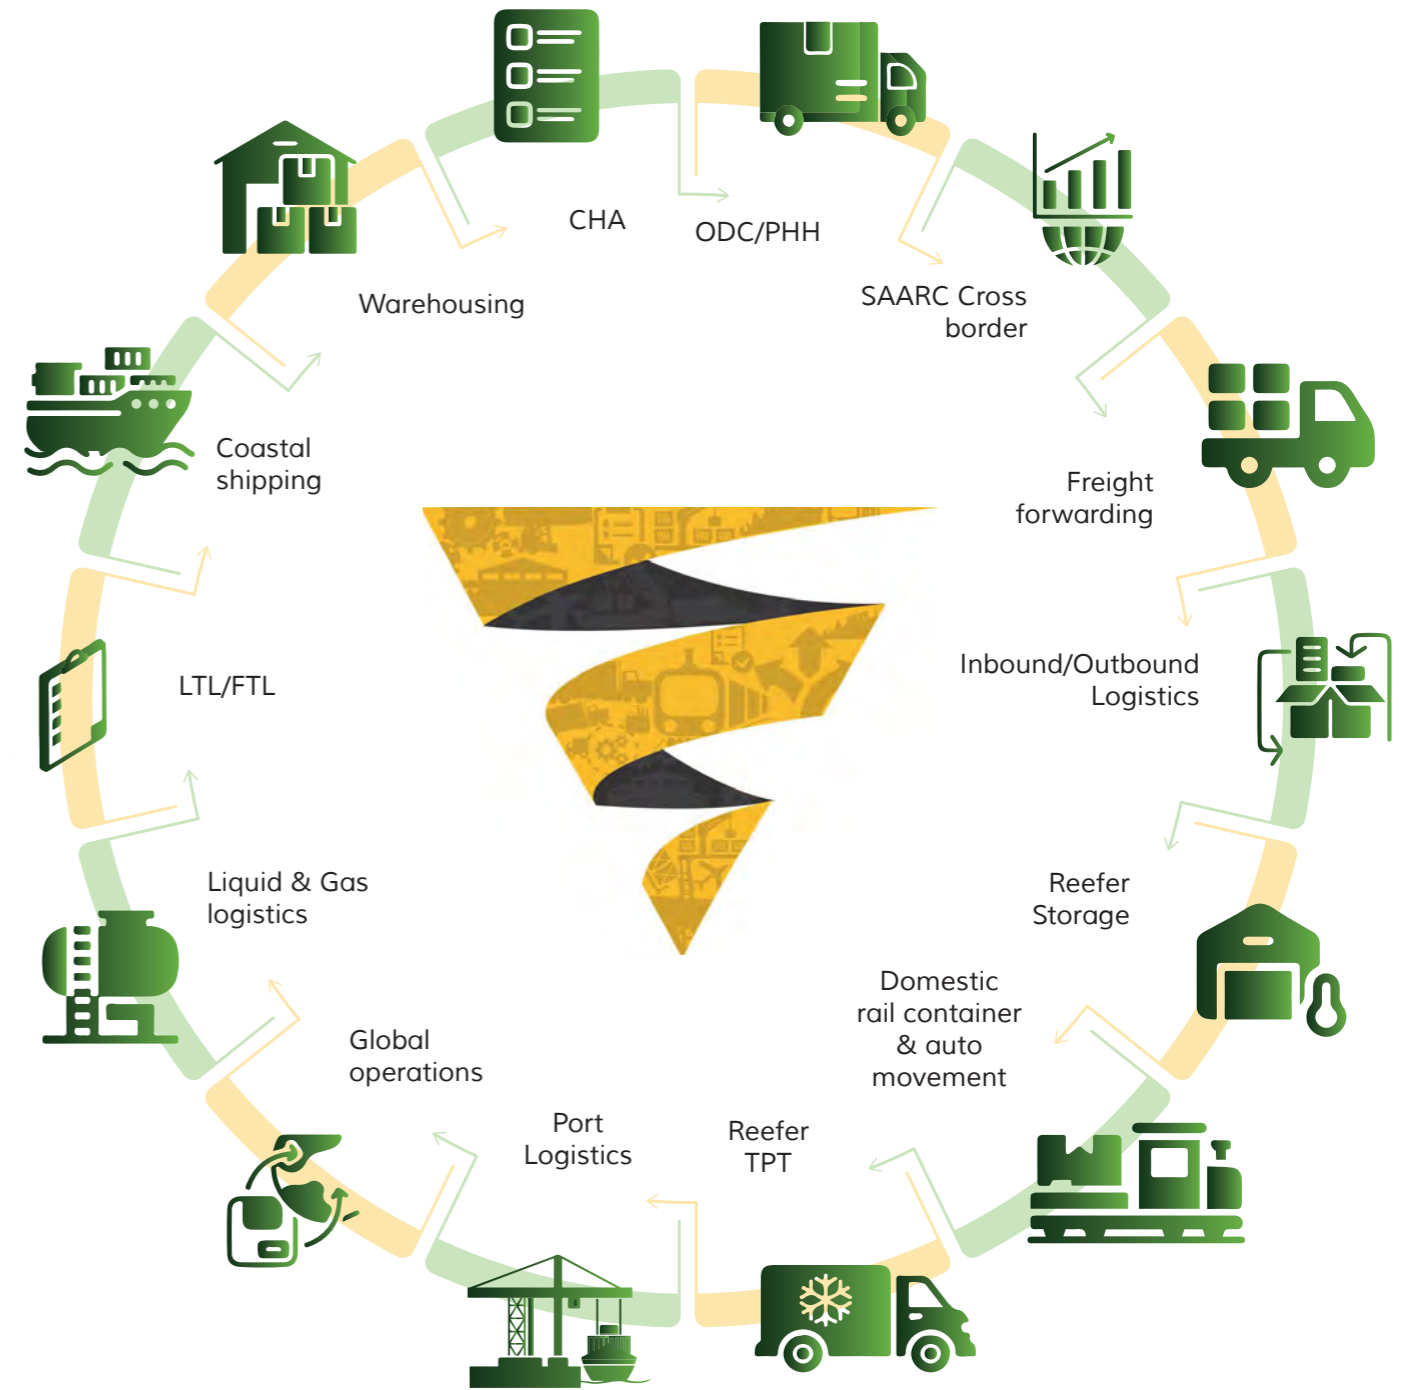 CHA
ODC/PHH
SAARC Cross
border
Freight
forwarding
Inbound/Outbound
Logistics
Reefer
Storage
Domestic
rail container
& auto
movement
Reefer
TPT
Port
Logistics
Global
operations
Liquid & Gas
logistics
LTL/FTL
Coastal
shipping
Warehousing